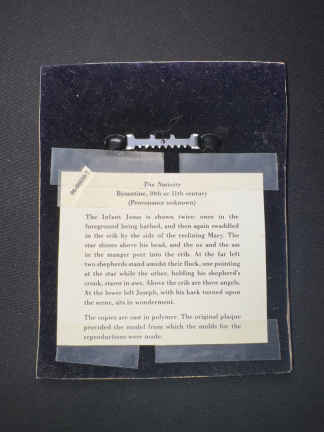 The Nativity
Byzantine, 10th or 11th century
(Provenance unknown)
The Infant Jesus is shown twice: once in the
foreground being bathed, and then again swaddled
in the crib by the side of the reclining Mary. The
star shines above his head, and the ox and the ass
in the manger peer into the crib. At the far left
two shepherds stand amidst their flock, one pointing
at the star while the other, holding his shepherd's
crook, stares in awe. Above the crib are three angels.
At the lower left Joseph, with his back turned upon
the scene, sits in wonderment.
The copies are cast in polymer. The original plaque
provided the model from which the molds for the
reproductions were made.